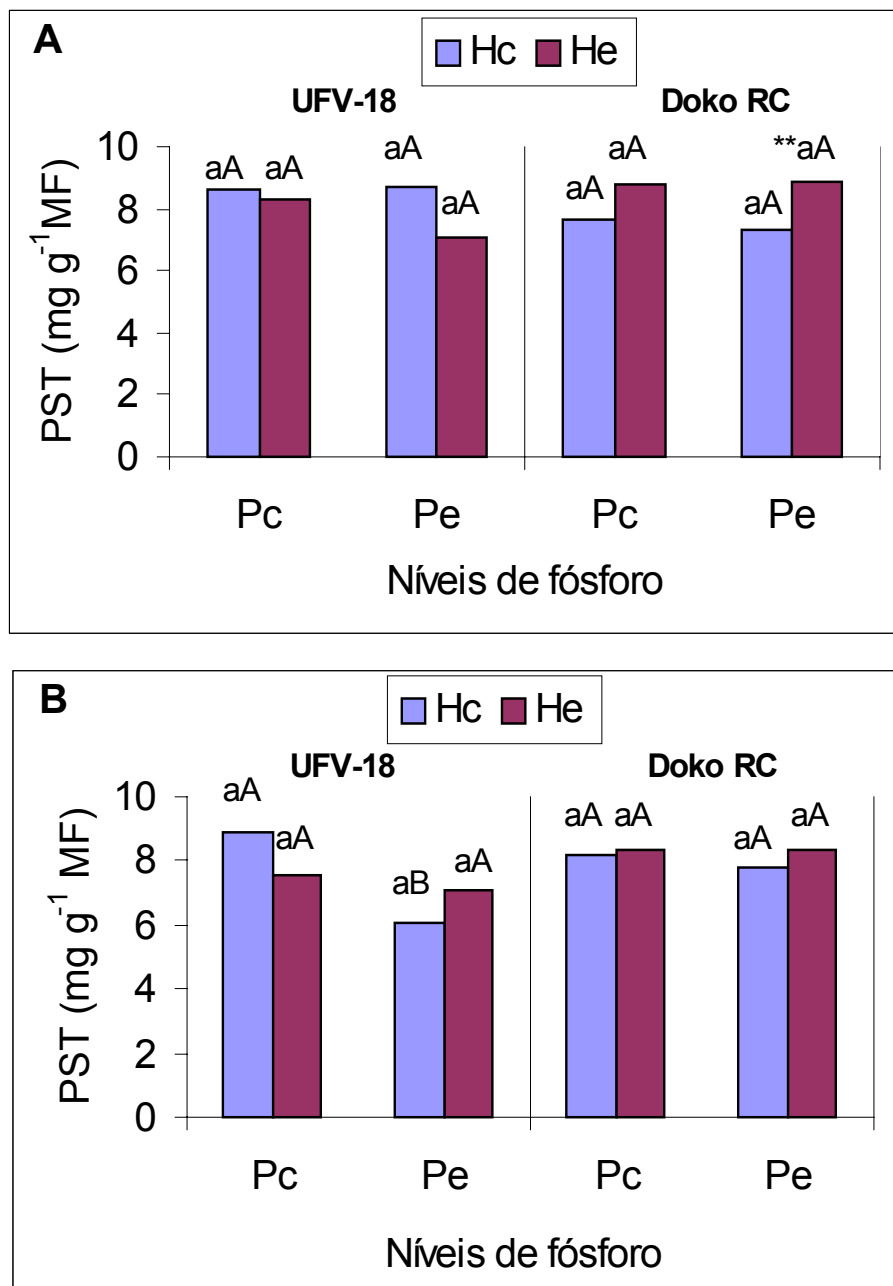 A
Hc He
UFV-18 Doko RC
10
8
6
4
2
0
PST (mg g-1MF)
aA aA aA aA aA aA aA **aA
Pc Pe Pc Pe
Níveis de fósforo
B
Hc He
UFV-18 Doko RC
10
8
6
4
2
0
PST (mg g-1 MF)
aA aA aB aA aA aA aA aA
Pc Pe Pc Pe
Níveis de fósforo